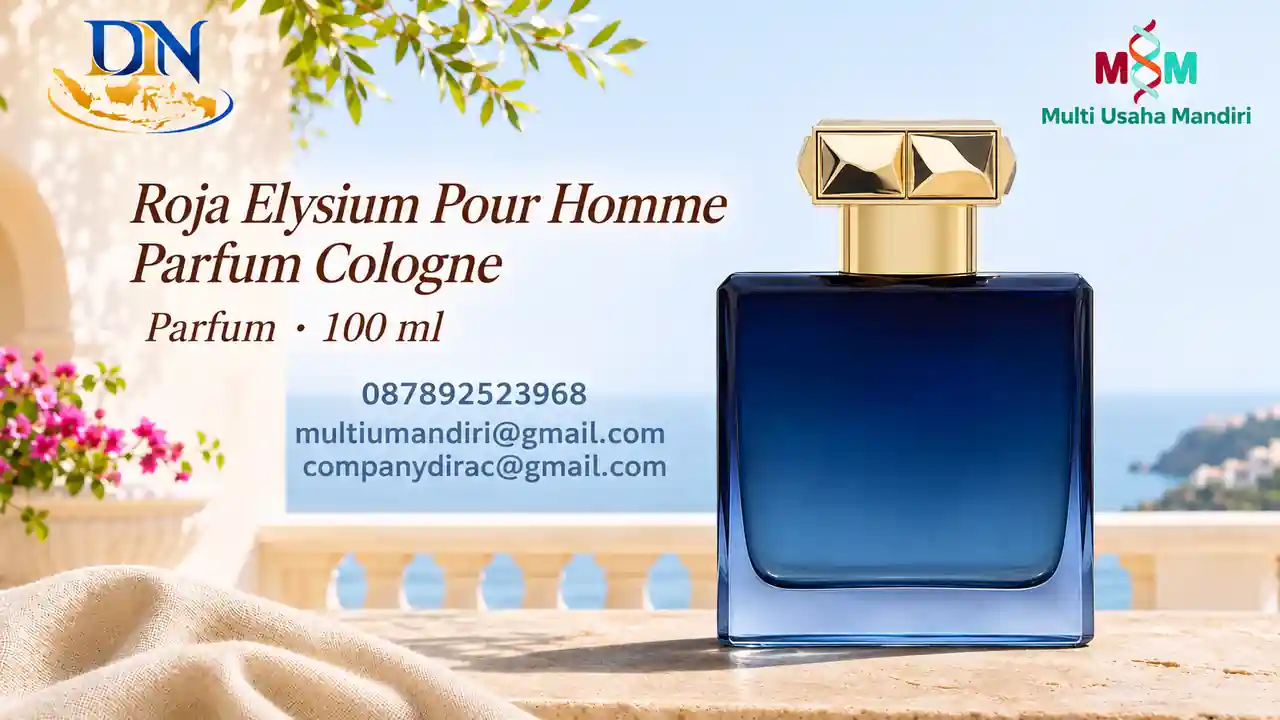 DN
MSM
Multi Usaha Mandiri
Roja Elysium Pour Homme
Parfum Cologne
Parfum • 100 ml
087892523968
multiumandiri@gmail.com
companydirac@gmail.com